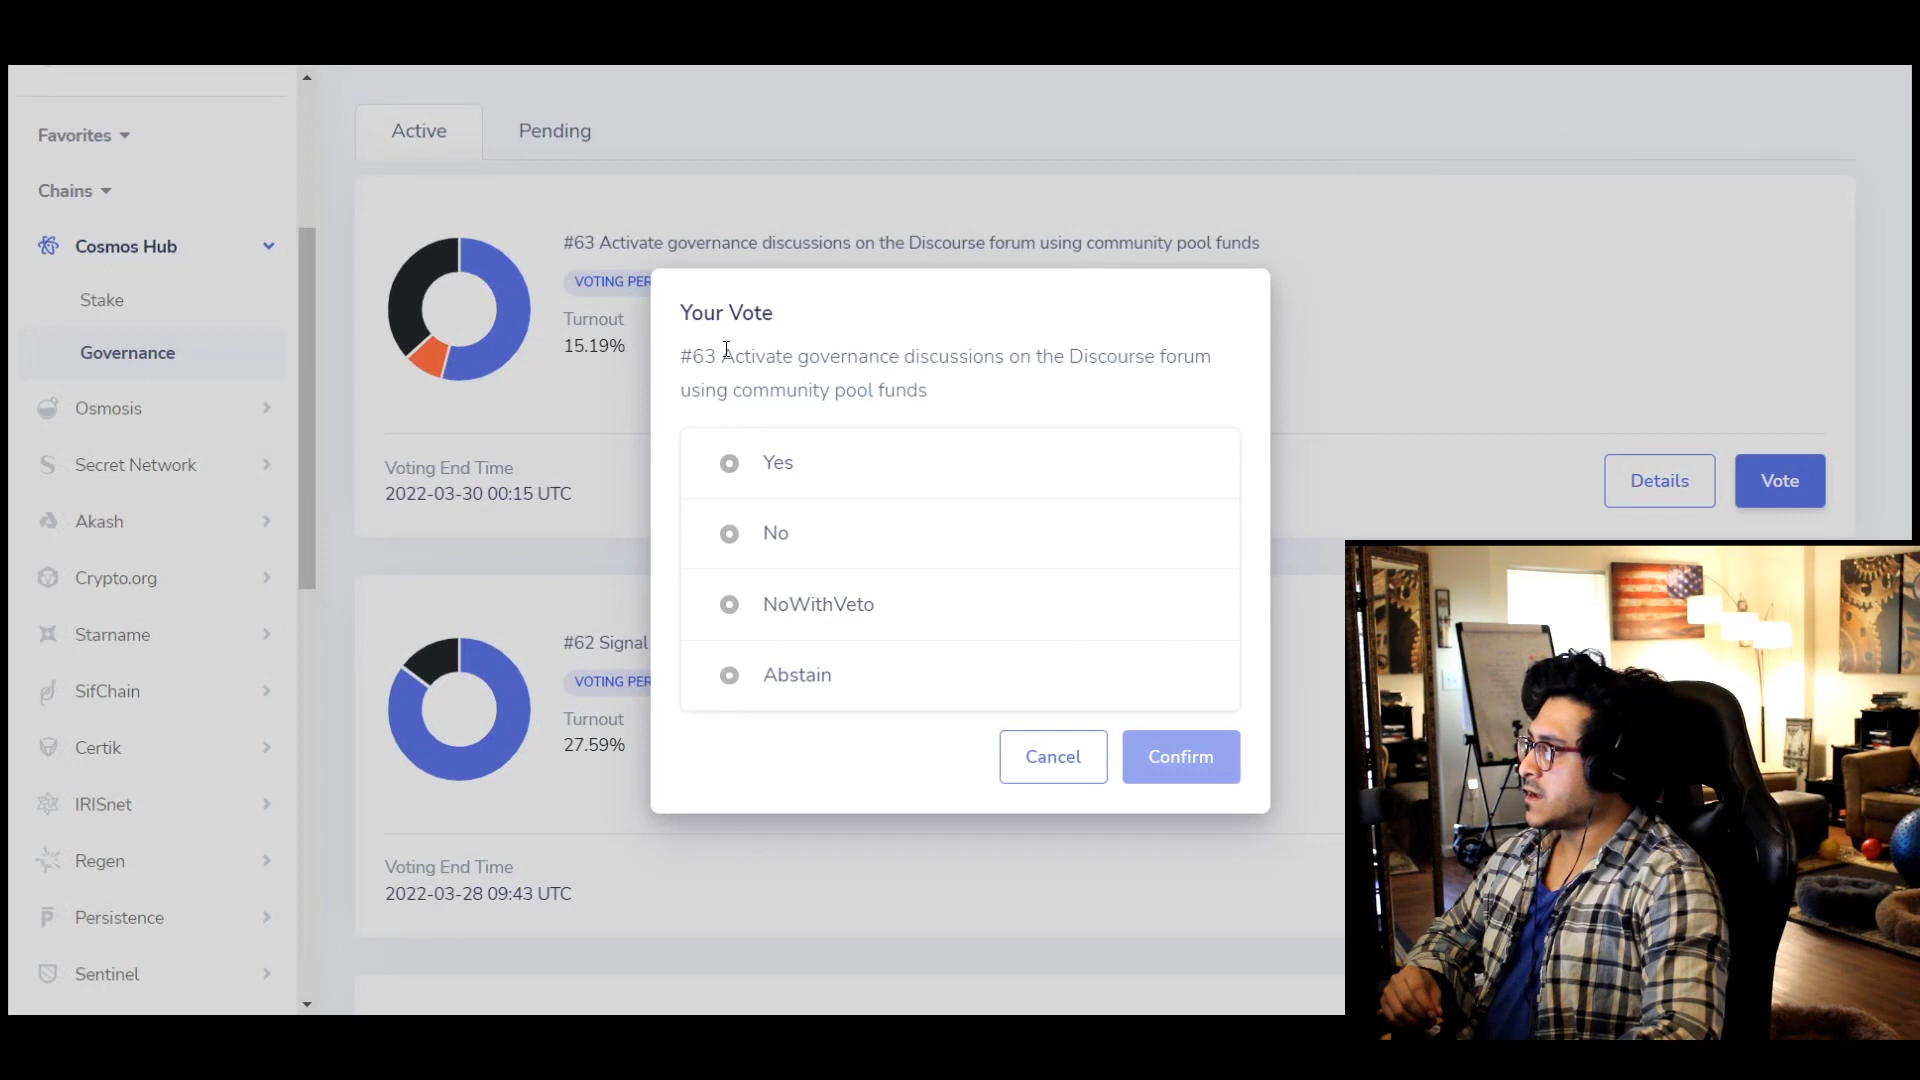 Favorites
Chains
Cosmos Hub
Stake
Governance
Osmosis
Secret Network
Akash
Crypto.org
Starname
SifChain
Certik
IRISnet
Regen
Persistence
Sentinel
Active
Pending
#63 Activate governance discussions on the Discourse forum using community pool funds
VOTING PER
Turnout
15.19%
Voting End Time
2022-03-30 00:15 UTC
Details
Vote
#62 Signal
VOTING PER
Turnout
27.59%
Voting End Time
2022-03-28 09:43 UTC
Your Vote
#63 Activate governance discussions on the Discourse forum
using community pool funds
Yes
No
NoWithVeto
Abstain
Cancel
Confirm